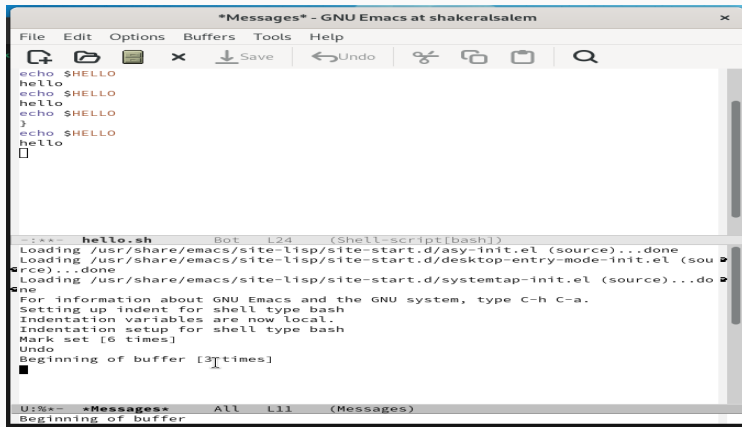 *Messages* - GNU Emacs at shakeralsalem
File Edit Options Buffers Tools Help
Save Undo
echo $HELLO
hello
echo $HELLO
hello
echo $HELLO
}
echo $HELLO
hello
-:**- hello.sh Bot L24 (Shell-script[bash])
Loading /usr/share/emacs/site-lisp/site-start.d/asy-init.el (source)...done
Loading /usr/share/emacs/site-lisp/site-start.d/desktop-entry-mode-init.el (sou
rce)...done
Loading /usr/share/emacs/site-lisp/site-start.d/systemtap-init.el (source)...do
ne
For information about GNU Emacs and the GNU system, type C-h C-a.
Setting up indent for shell type bash
Indentation variables are now local.
Indentation setup for shell type bash
Mark set [6 times]
Undo
Beginning of buffer [3 times]
U:%*- *Messages* All L11 (Messages)
Beginning of buffer